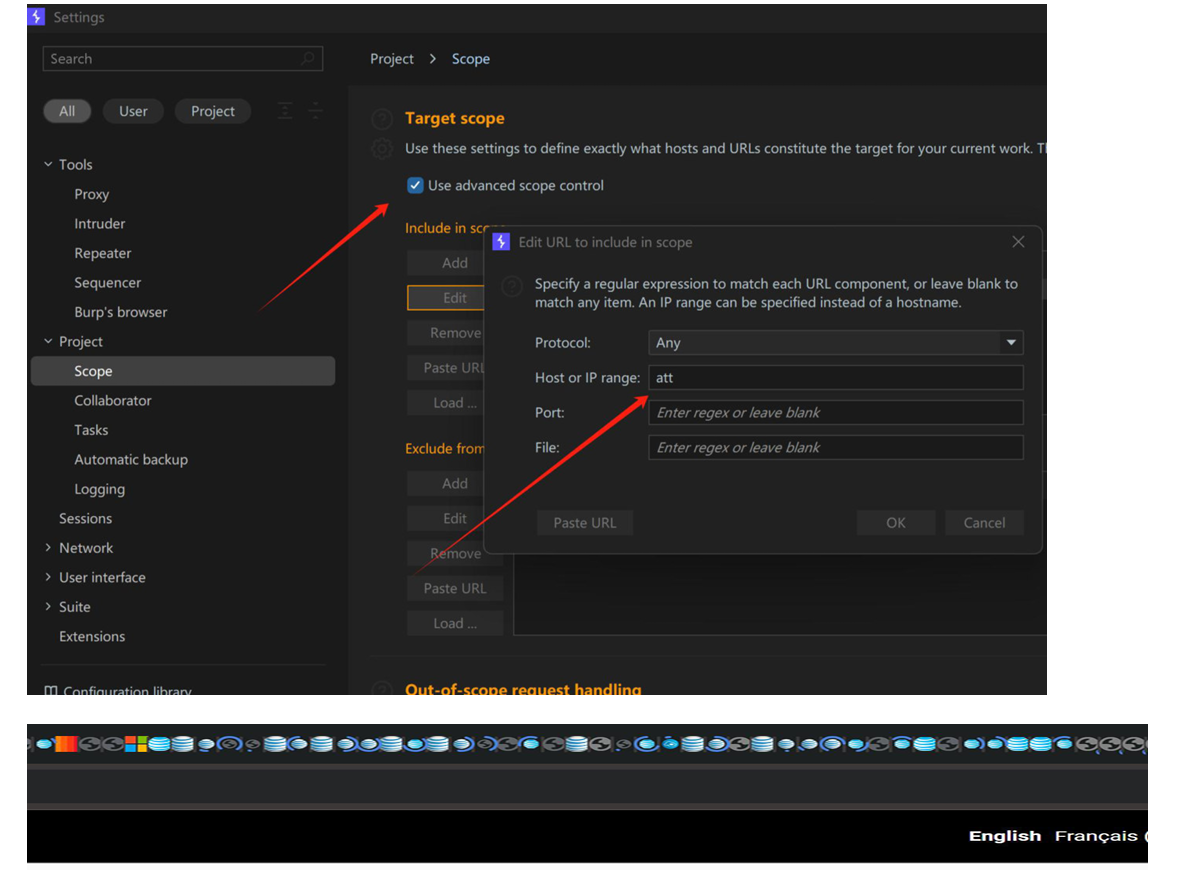 Settings
Search
Project > Scope
All User Project
Target scope
Use these settings to define exactly what hosts and URLs constitute the target for your current work. Th
Use advanced scope control
Tools
Proxy
Intruder
Repeater
Sequencer
Burp's browser
Project
Scope
Collaborator
Tasks
Automatic backup
Logging
Sessions
Network
User interface
Suite
Extensions
Configuration library
Include in scope
Add
Edit
Remove
Paste URL
Load ...
Exclude from
Add
Edit
Remove
Paste URL
Load ...
Out-of-scope request handling
Edit URL to include in scope
Specify a regular expression to match each URL component, or leave blank to
match any item. An IP range can be specified instead of a hostname.
Protocol: Any
Host or IP range: att
Port: Enter regex or leave blank
File: Enter regex or leave blank
Paste URL OK Cancel
English Français (